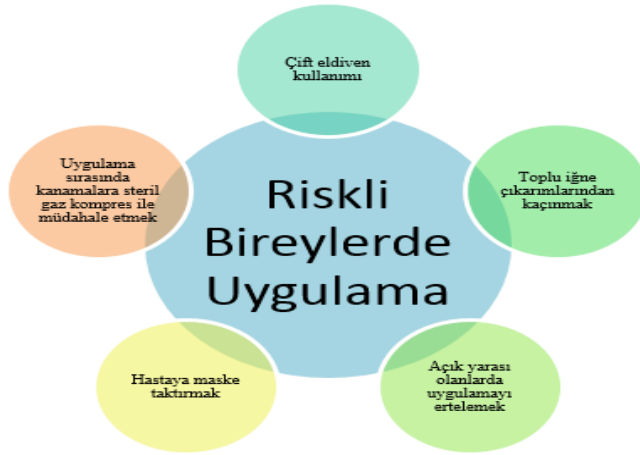 Çift eldiven
kullanımı
Uygulama
sırasında
kanamalara steril
gaz kompres ile
müdahale etmek
Toplu iğne
çıkarımlarından
kaçınmak
Riskli
Bireylerde
Uygulama
Hastaya maske
taktırmak
Açık yarası
olanlarda
uygulamayı
ertelemek